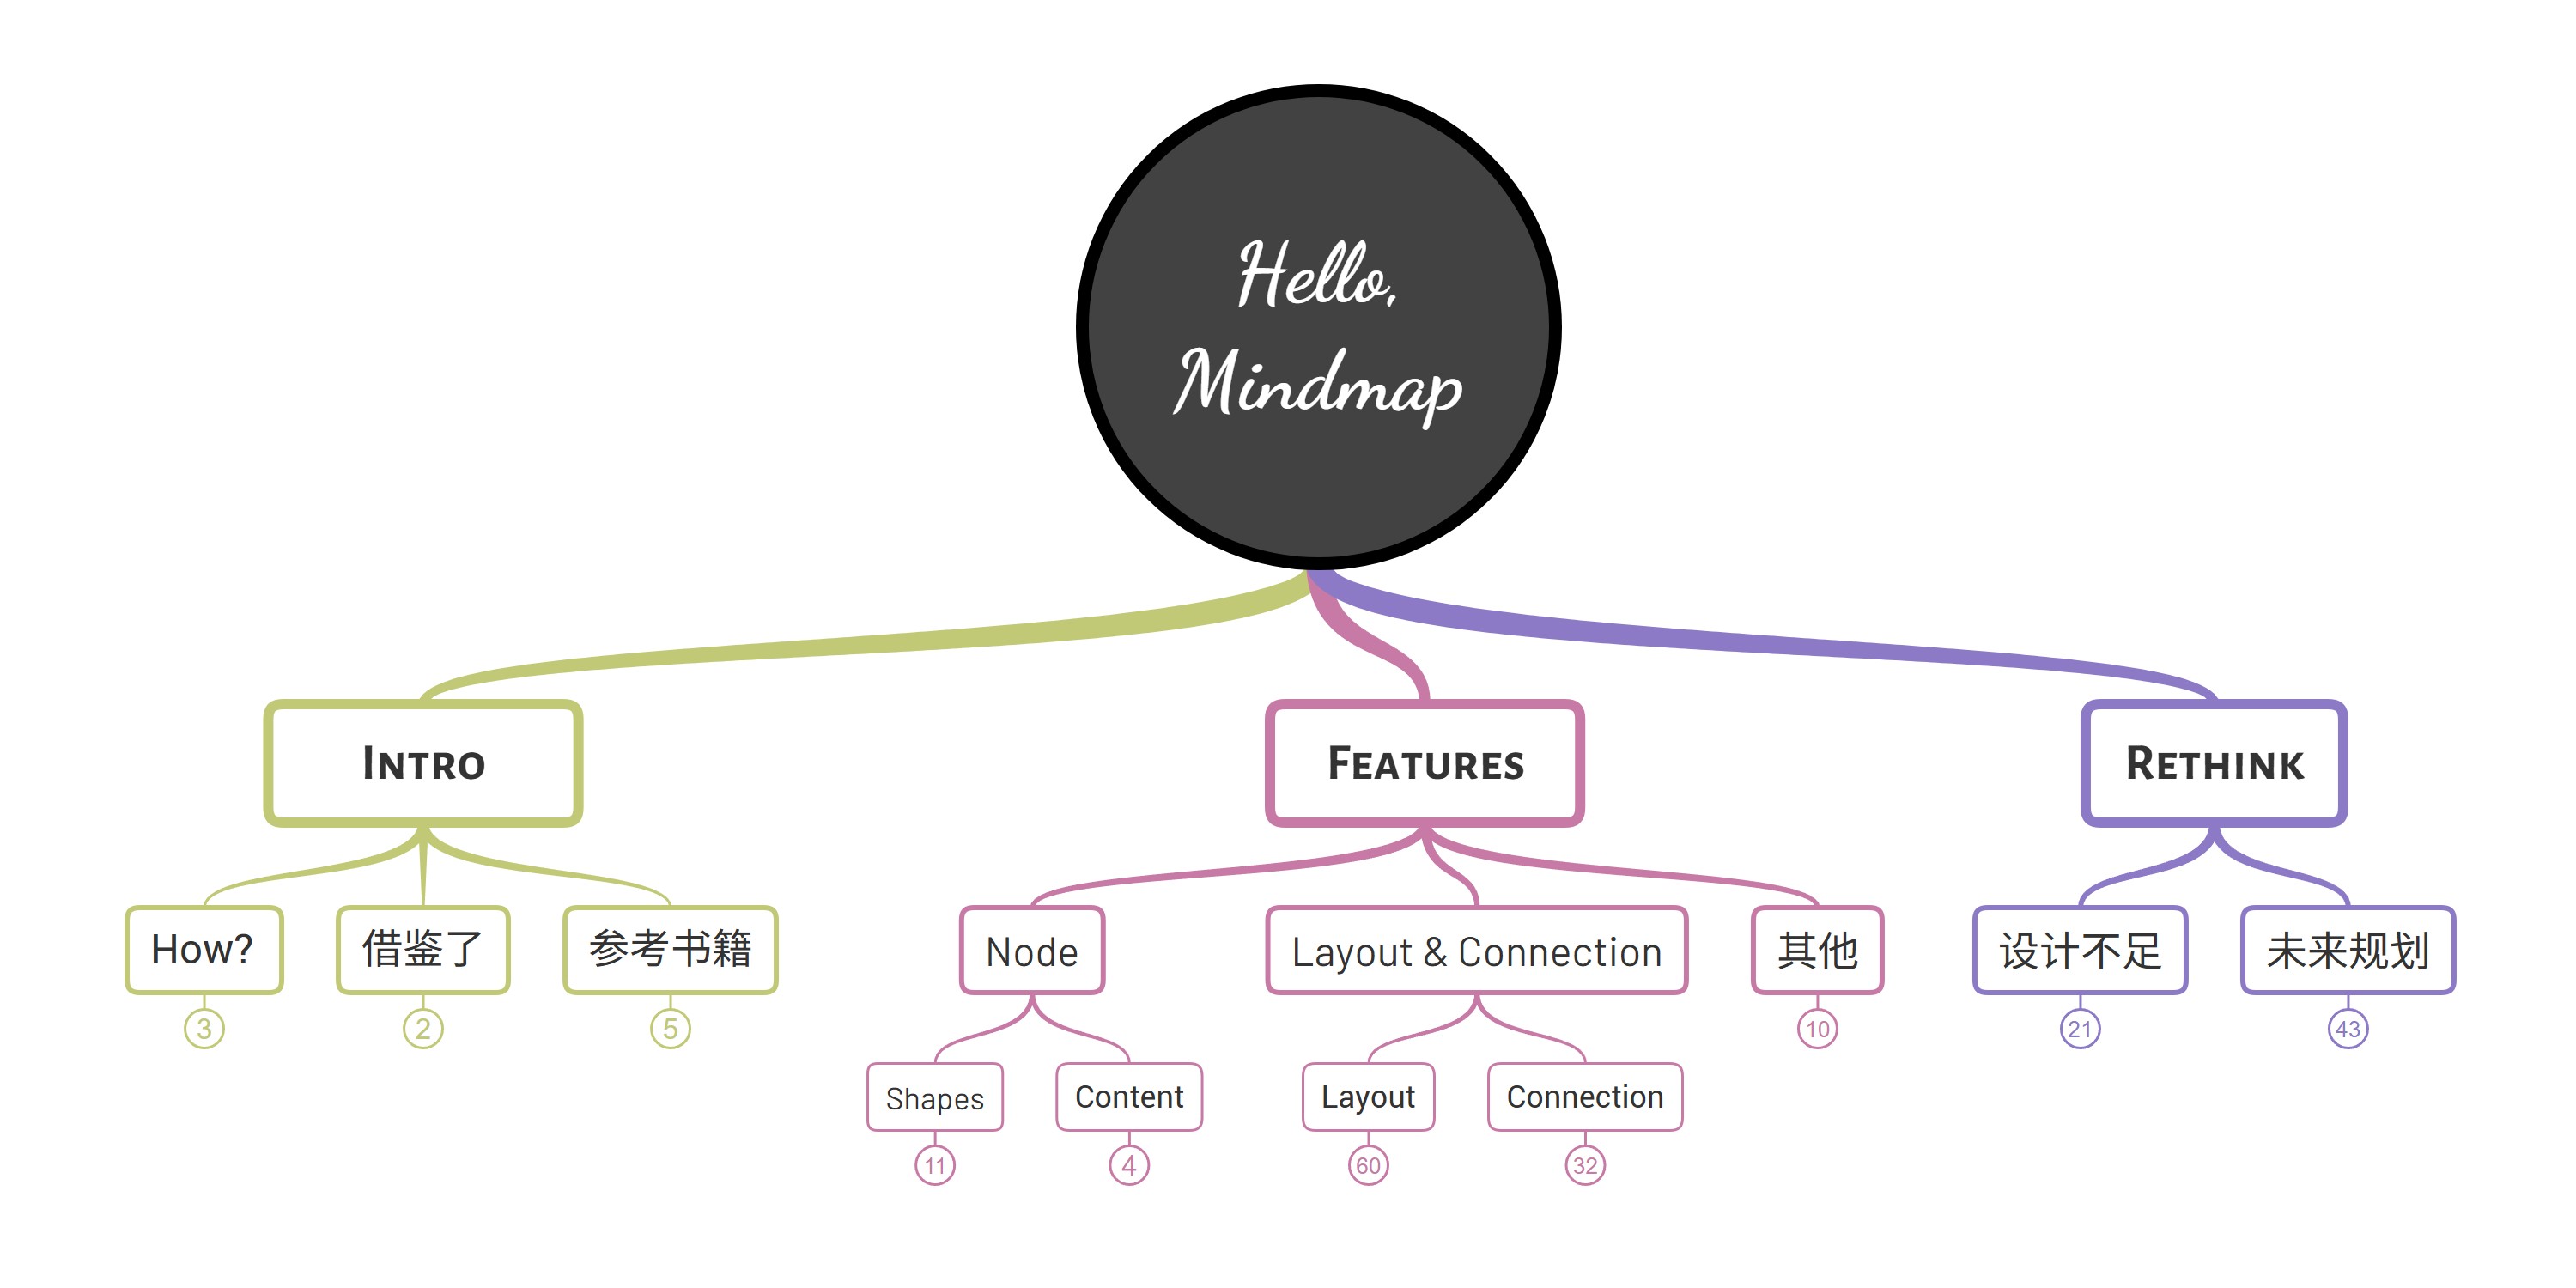 Hello,
Mindmap
Intro
Features
Rethink
How?
借鉴了
参考书籍
Node
Layout & Connection
其他
设计不足
未来规划
3
2
5
10
21
43
Shapes
Content
Layout
Connection
11
4
60
32